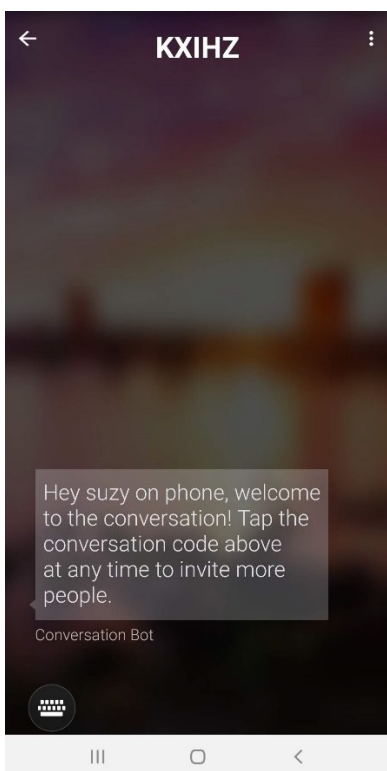 KXIHZ
Hey suzy on phone, welcome
to the conversation! Tap the
conversation code above
at any time to invite more
people.
Conversation Bot